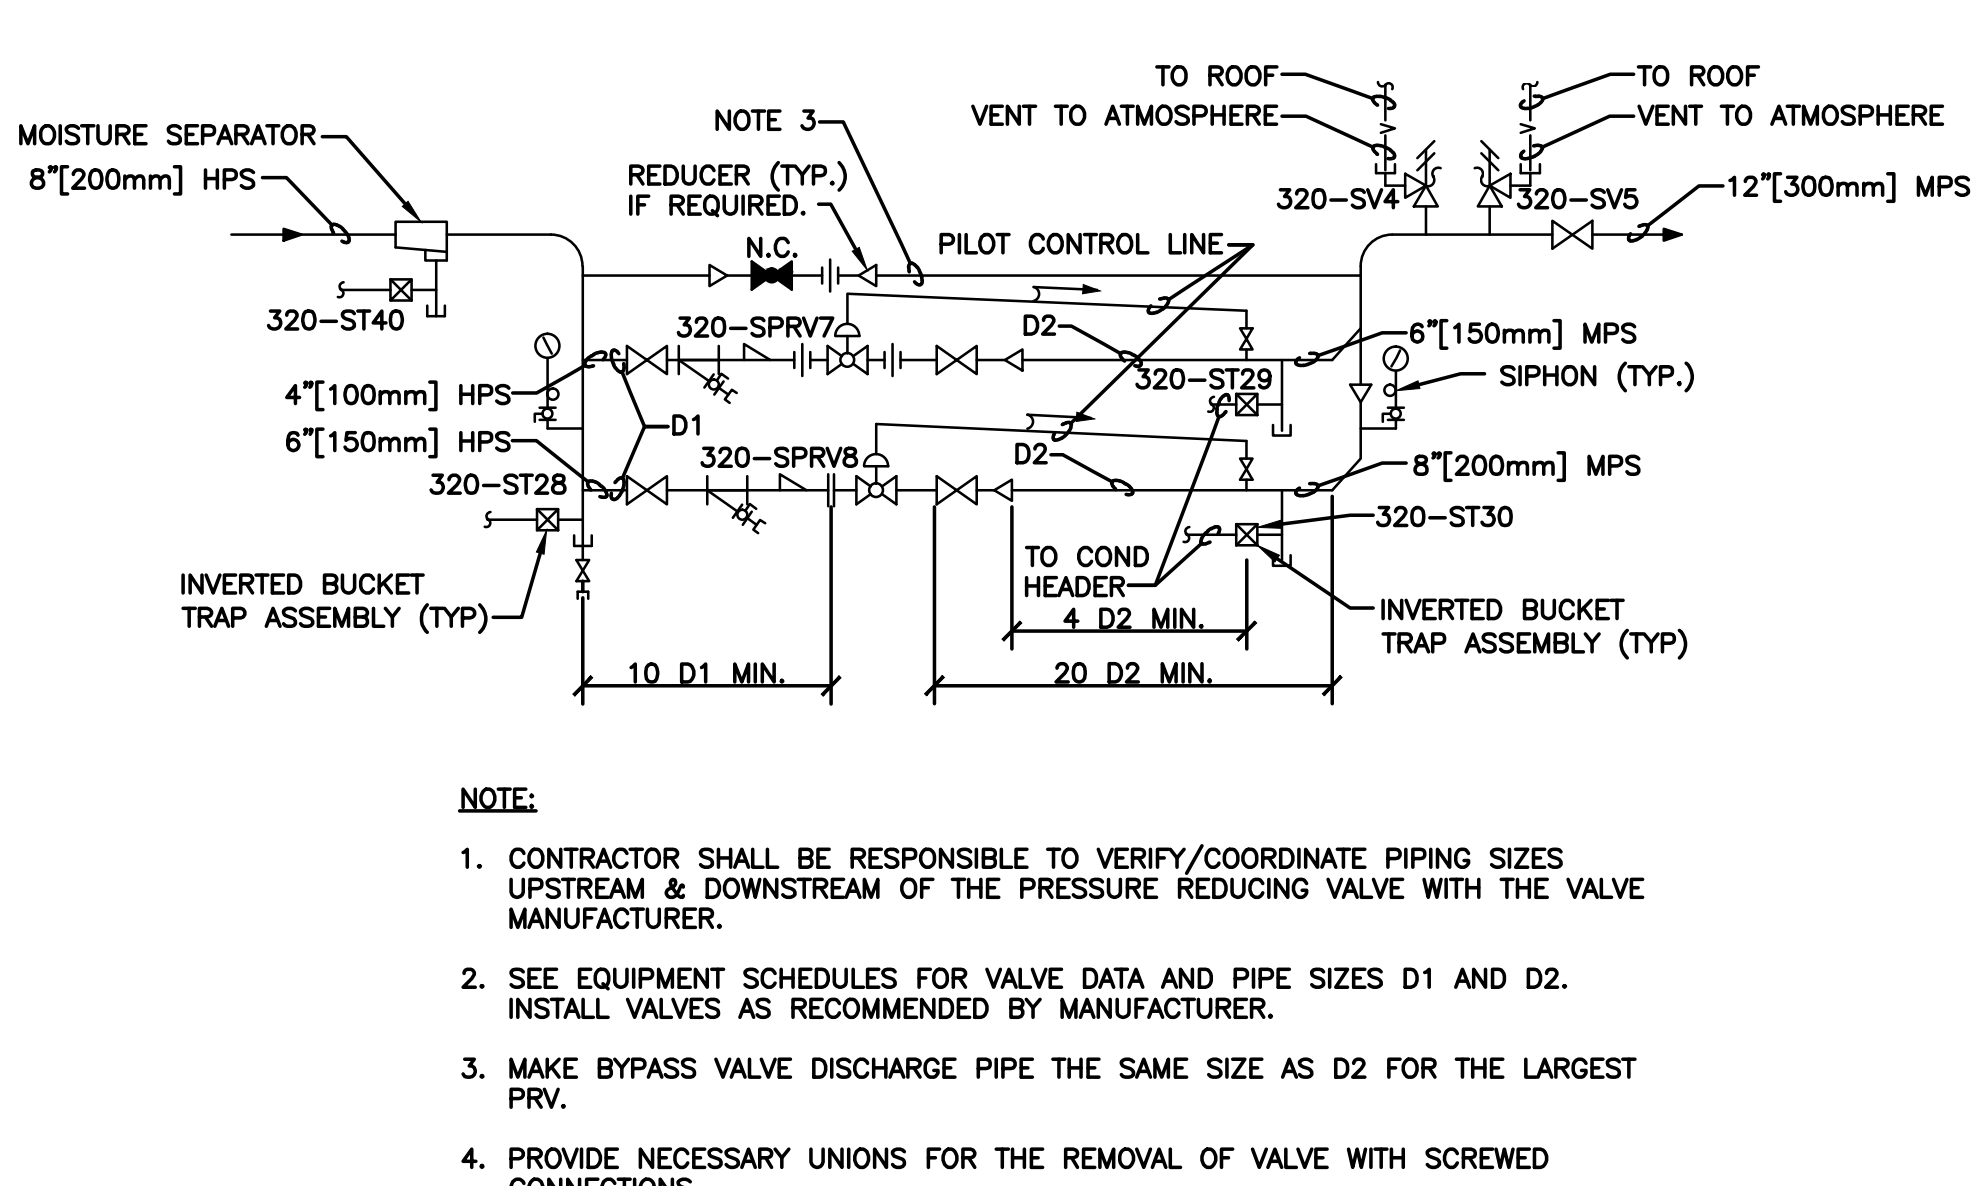 TO ROOF
TO ROOF
VENT TO ATMOSPHERE
VENT TO ATMOSPHERE
MOISTURE SEPARATOR
NOTE 3
8"[200mm] HPS
REDUCER (TYP.)
IF REQUIRED.
320-SV4
320-SV5
12"[300mm] MPS
N.C.
PILOT CONTROL LINE
320-ST40
320-SPRV7
D2
6"[150mm] MPS
4"[100mm] HPS
320-ST29
SIPHON (TYP.)
D1
6"[150mm] HPS
320-SPRV8
D2
8"[200mm] MPS
320-ST28
320-ST30
TO COND
HEADER
INVERTED BUCKET
TRAP ASSEMBLY (TYP)
INVERTED BUCKET
TRAP ASSEMBLY (TYP)
4 D2 MIN.
10 D1 MIN.
20 D2 MIN.
NOTE:
1. CONTRACTOR SHALL BE RESPONSIBLE TO VERIFY/COORDINATE PIPING SIZES
UPSTREAM & DOWNSTREAM OF THE PRESSURE REDUCING VALVE WITH THE VALVE
MANUFACTURER.
2. SEE EQUIPMENT SCHEDULES FOR VALVE DATA AND PIPE SIZES D1 AND D2.
INSTALL VALVES AS RECOMMENDED BY MANUFACTURER.
3. MAKE BYPASS VALVE DISCHARGE PIPE THE SAME SIZE AS D2 FOR THE LARGEST
PRV.
4. PROVIDE NECESSARY UNIONS FOR THE REMOVAL OF VALVE WITH SCREWED